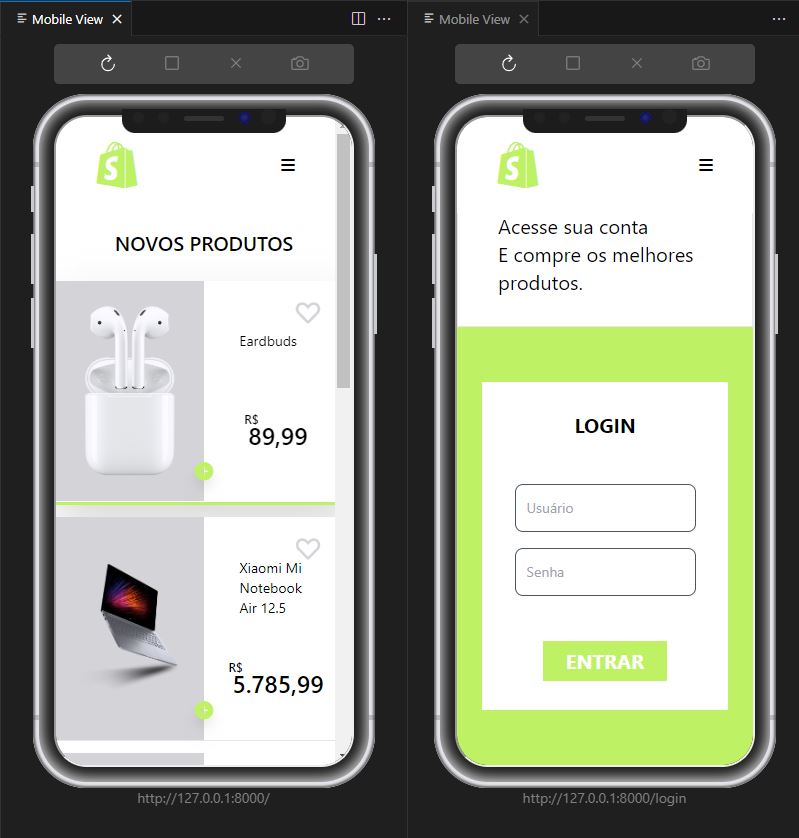 Mobile View
Mobile View
S
NOVOS PRODUTOS
Eardbuds
R$
89,99
Xiaomi Mi
Notebook
Air 12.5
R$
5.785,99
http://127.0.0.1:8000/
S
Acesse sua conta
E compre os melhores
produtos.
LOGIN
Usuário
Senha
ENTRAR
http://127.0.0.1:8000/login